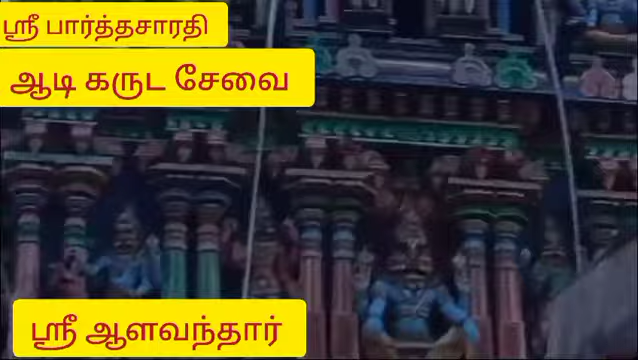 ஸ்ரீ பார்த்தசாரதி
ஆடி கருட சேவை
ஸ்ரீ ஆளவந்தார்